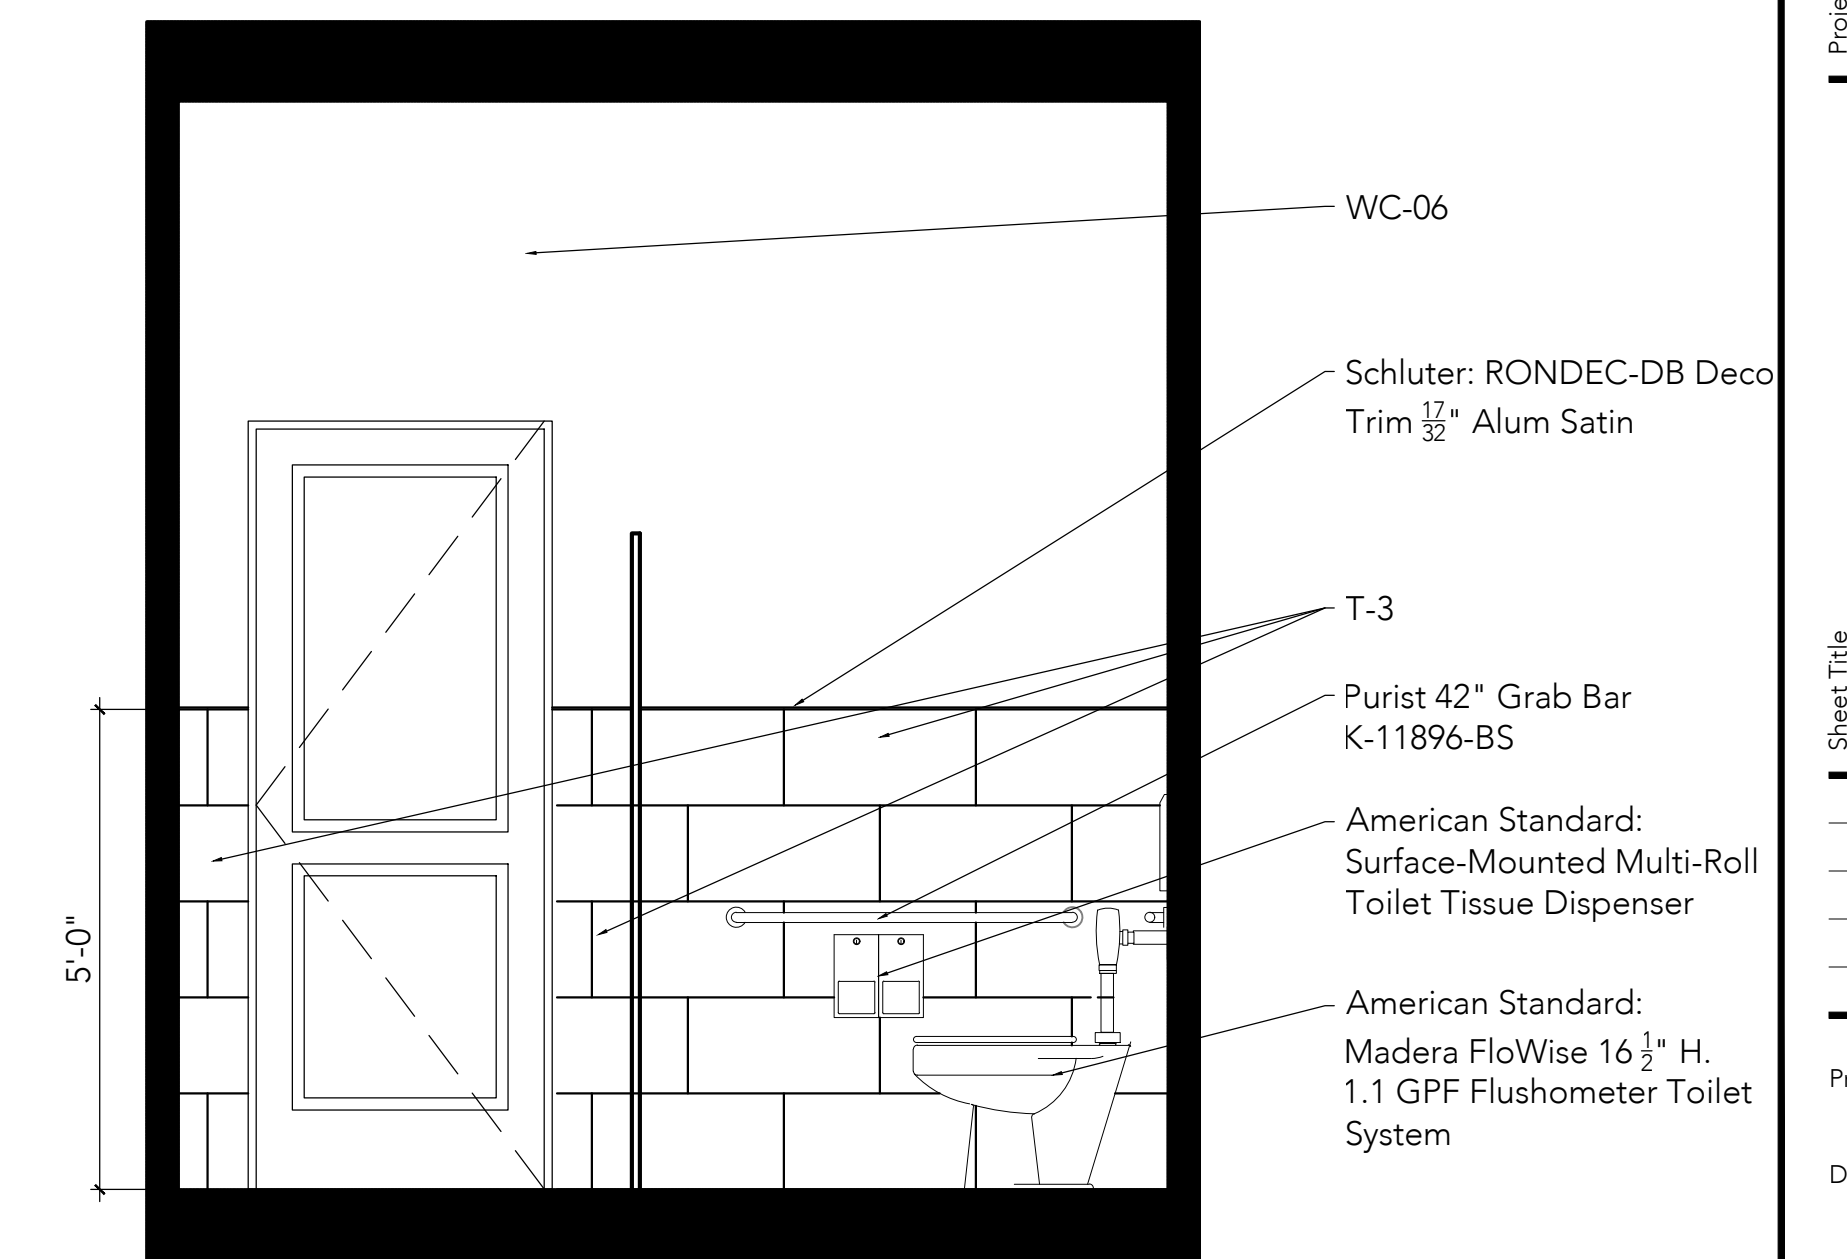 WC-06
Schluter: RONDEC-DB Deco
Trim 17/32" Alum Satin
T-3
Purist 42" Grab Bar
K-11896-BS
American Standard:
Surface-Mounted Multi-Roll
Toilet Tissue Dispenser
American Standard:
Madera FloWise 16 1/2" H.
1.1 GPF Flushometer Toilet
System
5'-0"
Sheet Title